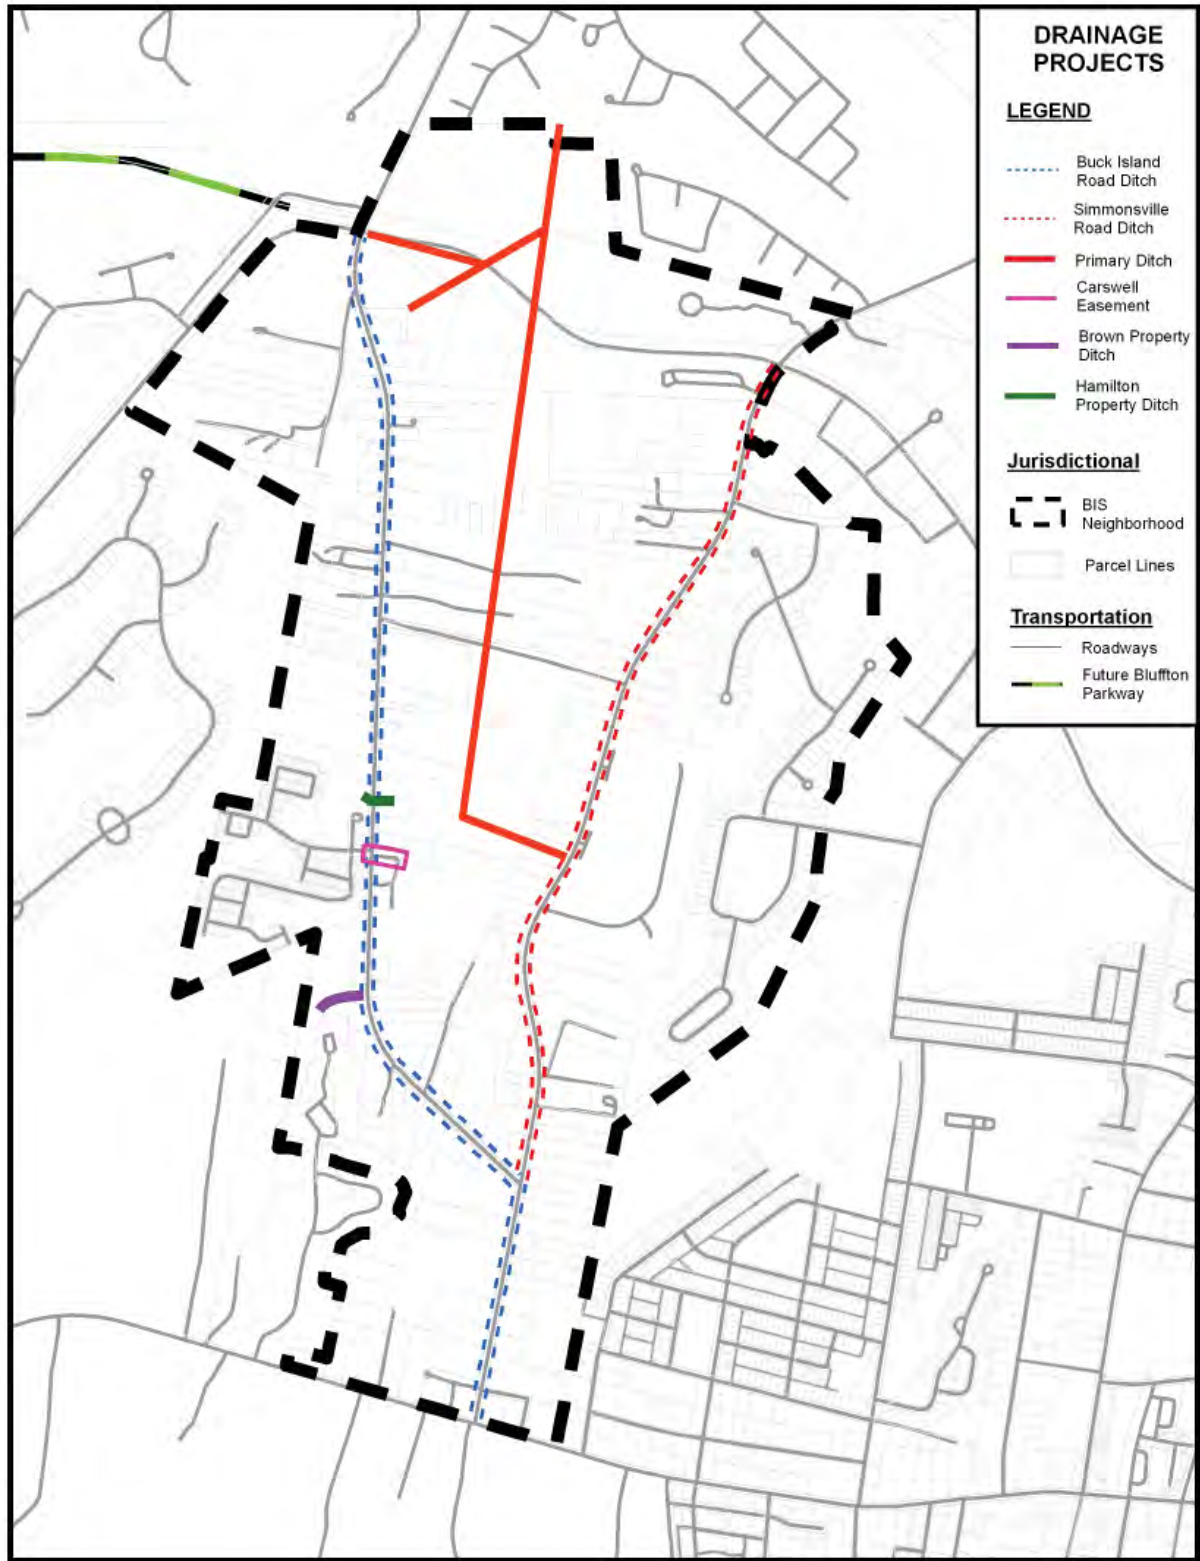 DRAINAGE
PROJECTS
LEGEND
Buck Island
Road Ditch
Simmonsville
Road Ditch
Primary Ditch
Carswell
Easement
Brown Property
Ditch
Hamilton
Property Ditch
Jurisdictional
BIS
Neighborhood
Parcel Lines
Transportation
Roadways
Future Bluffton
Parkway